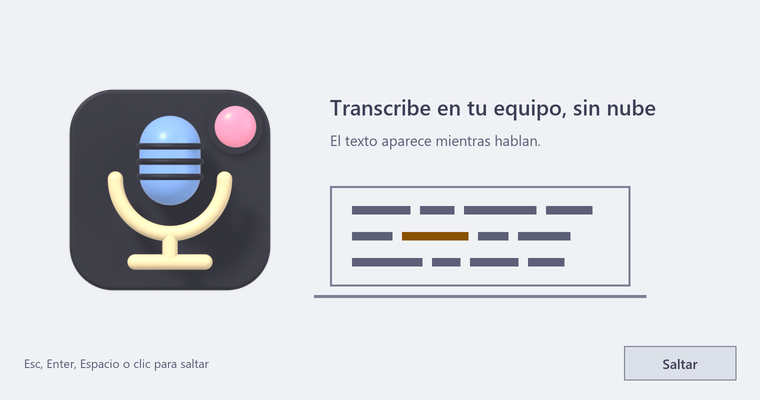 Transcribe en tu equipo, sin nube
El texto aparece mientras hablan.
Esc, Enter, Espacio o clic para saltar
Saltar